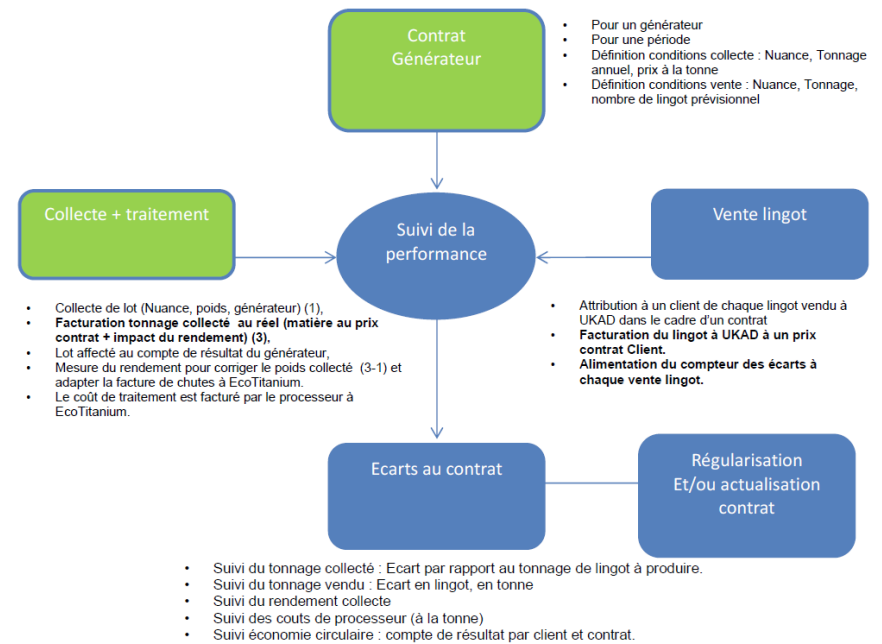 Contrat
Générateur
• Pour un générateur
• Pour une période
• Définition conditions collecte : Nuance, Tonnage
annuel, prix à la tonne
• Définition conditions vente : Nuance, Tonnage,
nombre de lingot prévisionnel
Collecte + traitement
Suivi de la
performance
Vente lingot
• Collecte de lot (Nuance, poids, générateur) (1),
• Facturation tonnage collecté au réel (matière au prix
contrat + impact du rendement) (3),
• Lot affecté au compte de résultat du générateur,
• Mesure du rendement pour corriger le poids collecté (3-1) et
adapter la facture de chutes à EcoTitanium.
• Le coût de traitement est facturé par le processeur à
EcoTitanium.
• Attribution à un client de chaque lingot vendu à
UKAD dans le cadre d'un contrat
• Facturation du lingot à UKAD à un prix
contrat Client.
• Alimentation du compteur des écarts à
chaque vente lingot.
Ecarts au contrat
Régularisation
Et/ou actualisation
contrat
• Suivi du tonnage collecté : Ecart par rapport au tonnage de lingot à produire.
• Suivi du tonnage vendu : Ecart en lingot, en tonne
• Suivi du rendement collecte
• Suivi des couts de processeur (à la tonne)
• Suivi économie circulaire : compte de résultat par client et contrat.